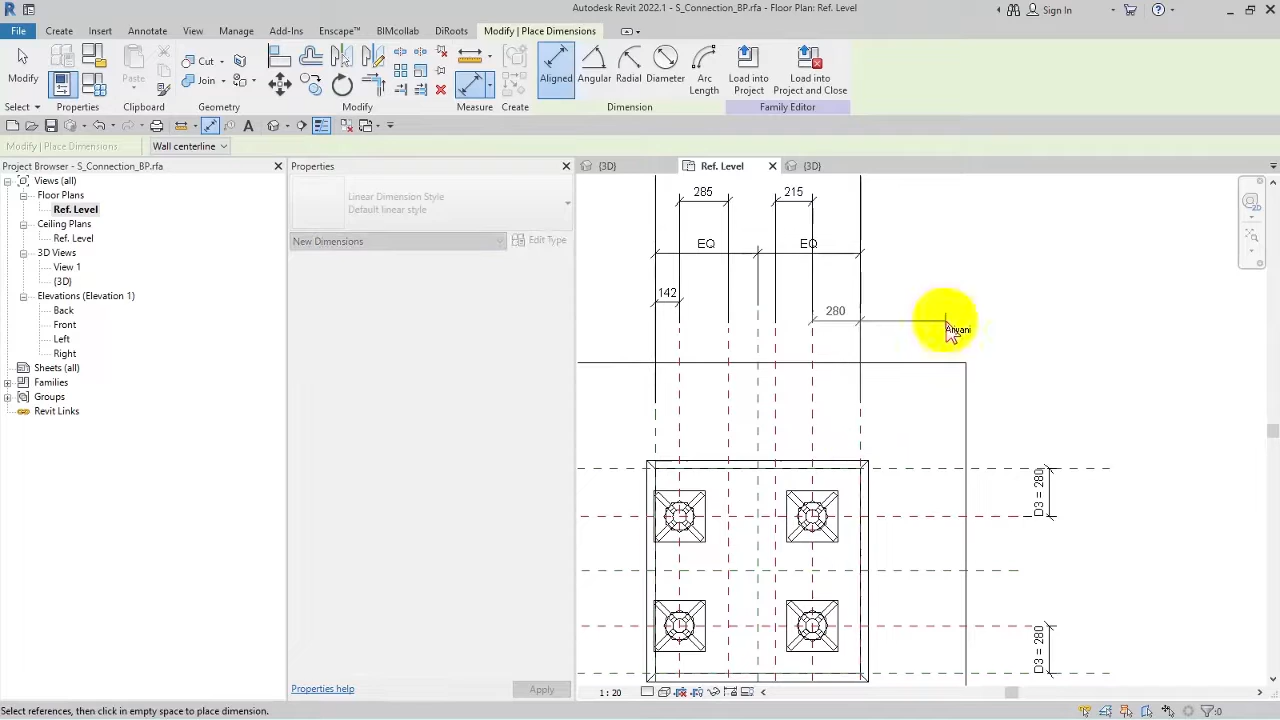 Autodesk Revit 2022.1 - S_Connection_BP.rfa - Floor Plan: Ref. Level
Sign In
File Create Insert Annotate View Manage Add-Ins Enscape™ BIMcollab DiRoots Modify | Place Dimensions
Modify Paste Cut Join Aligned Angular Radial Diameter Arc Length Load into Project Load into Project and Close
Select Properties Clipboard Geometry Modify Measure Create Dimension Family Editor
Modify | Place Dimensions Wall centerline
Project Browser - S_Connection_BP.rfa
Properties
{3D} Ref. Level {3D}
Views (all)
Floor Plans
Ref. Level
Ceiling Plans
Ref. Level
3D Views
View 1
{3D}
Elevations (Elevation 1)
Back
Front
Left
Right
Sheets (all)
Families
Groups
Revit Links
Linear Dimension Style
Default linear style
New Dimensions
Edit Type
Properties help
Apply
2D
285 215
EQ EQ
142
280
D3 = 280
D3 = 280
1 : 20
Select references, then click in empty space to place dimension.
:0